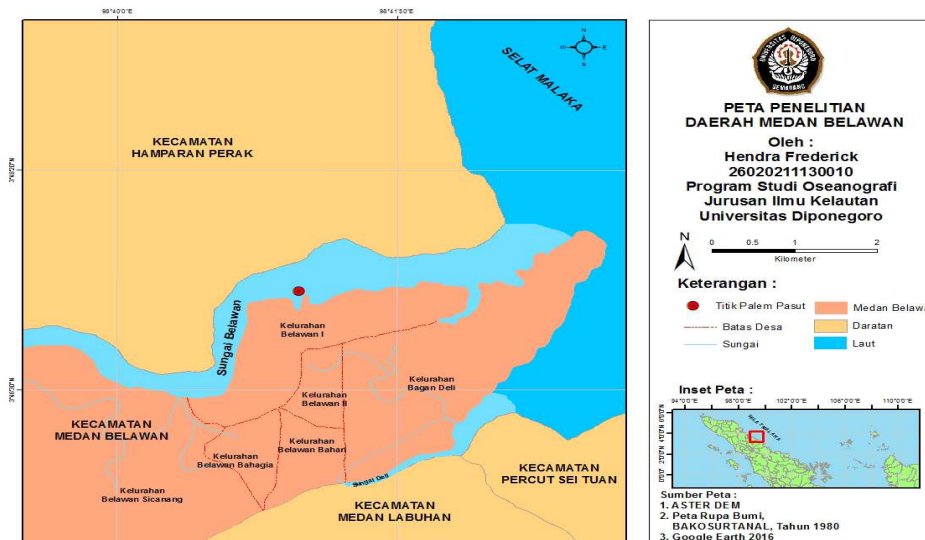 98°40'0"E
98°41'50"E
SELAT MALAKA
N
W
E
S
KECAMATAN
HAMPARAN PERAK
Sungai Belawan
Kelurahan
Belawan I
Kelurahan
Belawan II
Kelurahan
Bagan Deli
KECAMATAN
MEDAN BELAWAN
Kelurahan
Belawan Bahagia
Kelurahan
Belawan Bahari
Kelurahan
Belawan Sicanang
Sungai Deli
KECAMATAN
MEDAN LABUHAN
KECAMATAN
PERCUT SEI TUAN
UNIVERSITAS DIPONEGORO
SEMARANG
PETA PENELITIAN
DAERAH MEDAN BELAWAN
Oleh :
Hendra Frederick
26020211130010
Program Studi Oseanografi
Jurusan Ilmu Kelautan
Universitas Diponegoro
N
0 0.5 1 2
Kilometer
Keterangan :
Titik Palem Pasut
Medan Belawa
Batas Desa
Daratan
Sungai
Laut
Inset Peta :
94°0'0"E 98°0'0"E 102°0'0"E 106°0'0"E 110°0'0"E
Sumber Peta :
1. ASTER DEM
2. Peta Rupa Bumi,
BAKOSURTANAL, Tahun 1980
3. Google Earth 2016